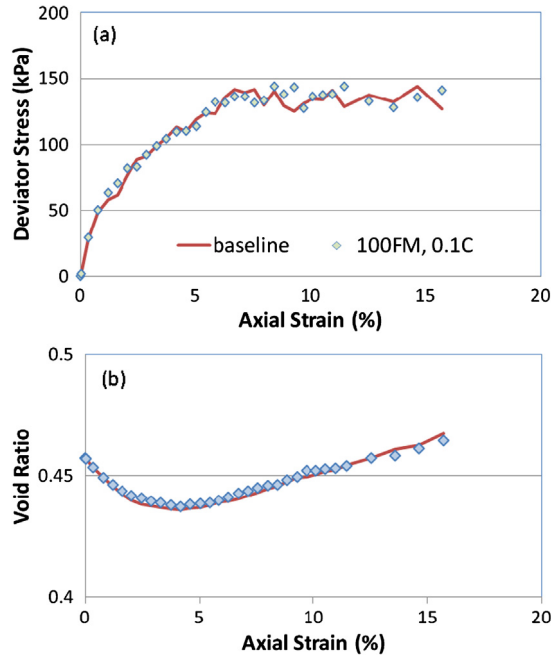 200
(a)
150
100
50
0
Deviator Stress (kPa)
baseline
100FM, 0.1C
0 5 10 15 20
Axial Strain (%)
0.5
(b)
0.45
0.4
Void Ratio
0 5 10 15 20
Axial Strain (%)